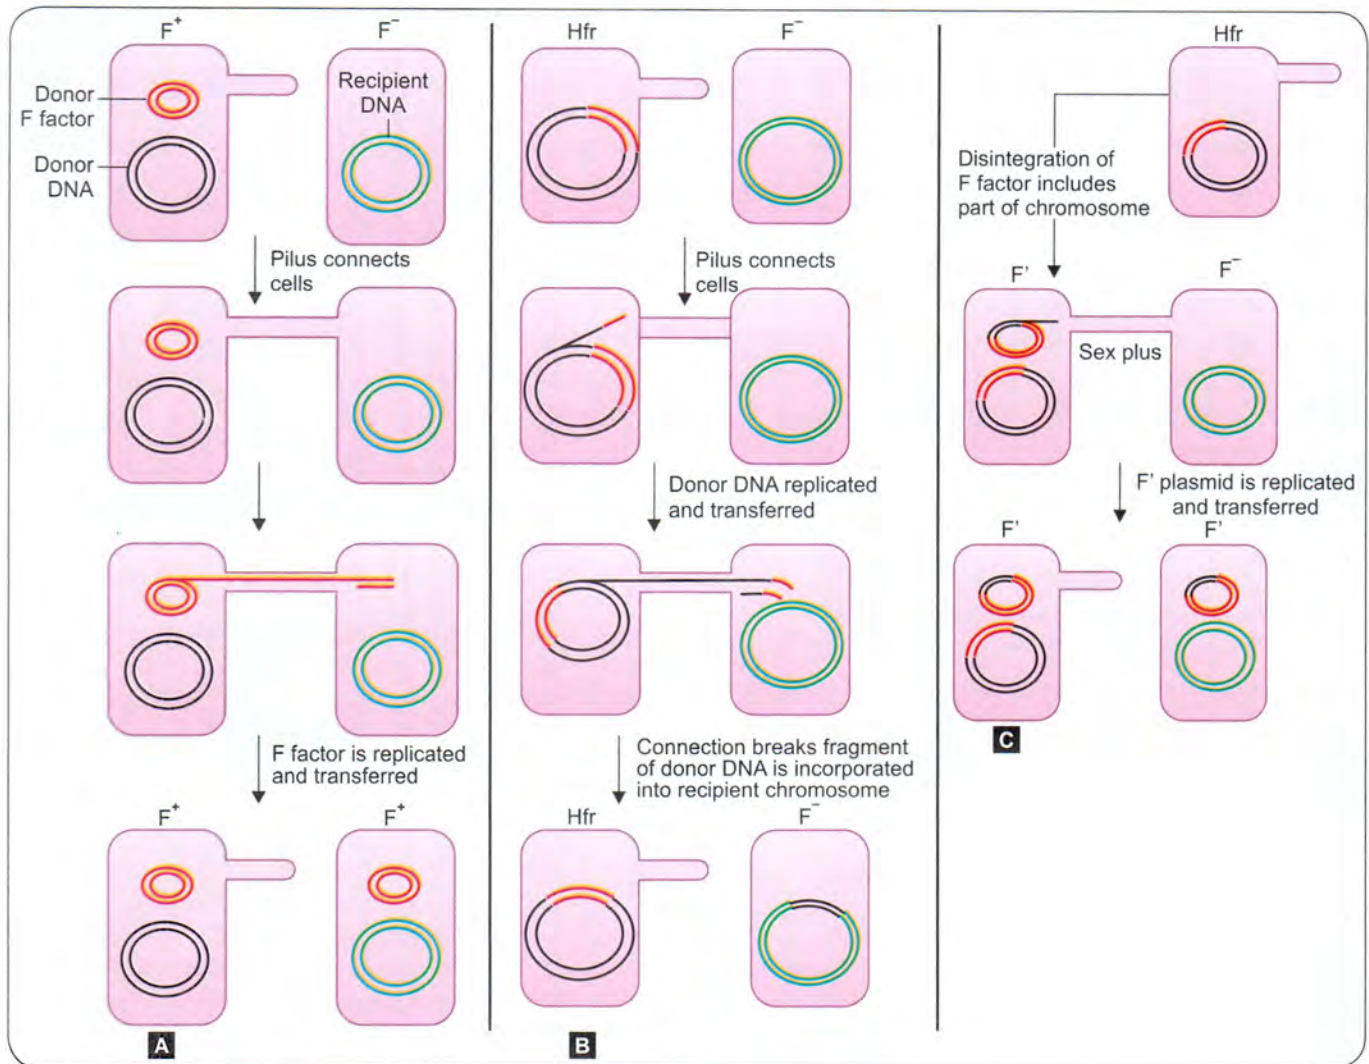 F⁺
F⁻
Donor
F factor
Donor
DNA
Recipient
DNA
Pilus connects
cells
F factor is replicated
and transferred
F⁺
F⁺
A
Hfr
F⁻
Pilus connects
cells
Donor DNA replicated
and transferred
Connection breaks fragment
of donor DNA is incorporated
into recipient chromosome
Hfr
F⁻
B
Hfr
Disintegration of
F factor includes
part of chromosome
F'
F⁻
Sex plus
F' plasmid is replicated
and transferred
F'
F'
C